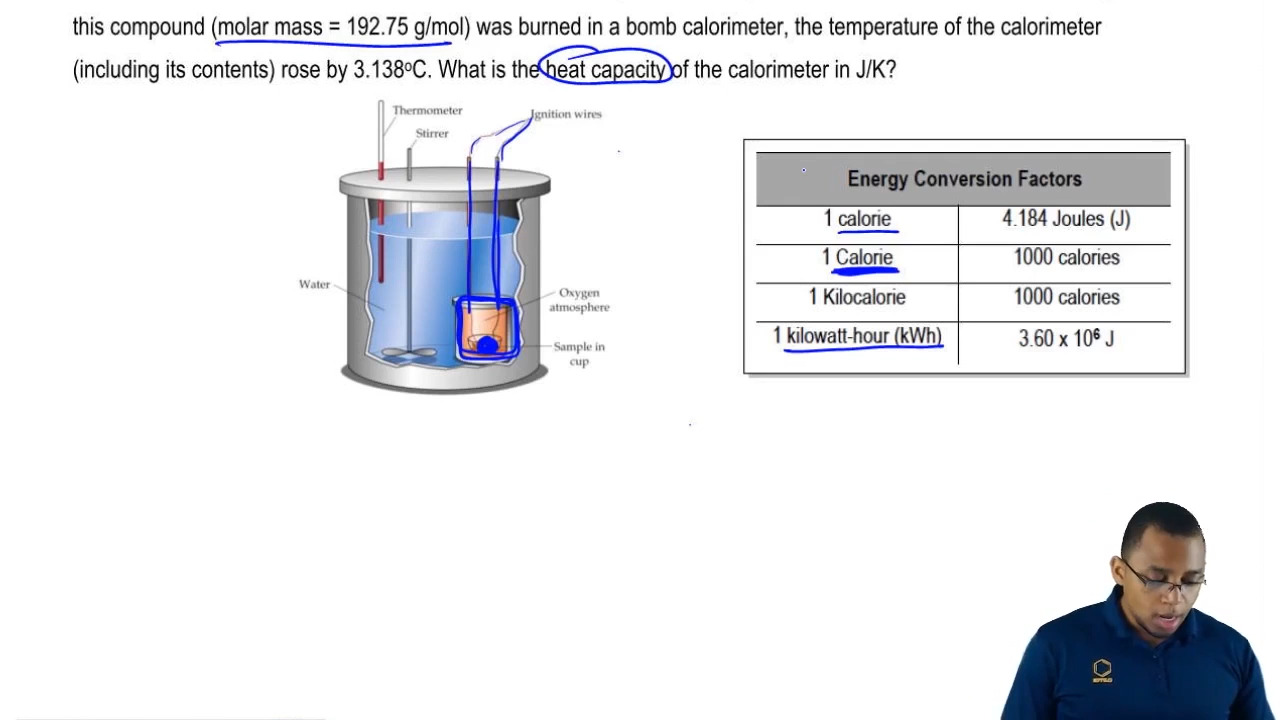 this compound (molar mass = 192.75 g/mol) was burned in a bomb calorimeter, the temperature of the calorimeter
(including its contents) rose by 3.138°C. What is the heat capacity of the calorimeter in J/K?
Thermometer
Stirrer
Ignition wires
Water
Oxygen
atmosphere
Sample in
cup
Energy Conversion Factors
1 calorie 4.184 Joules (J)
1 Calorie 1000 calories
1 Kilocalorie 1000 calories
1 kilowatt-hour (kWh) 3.60 x 10⁶ J